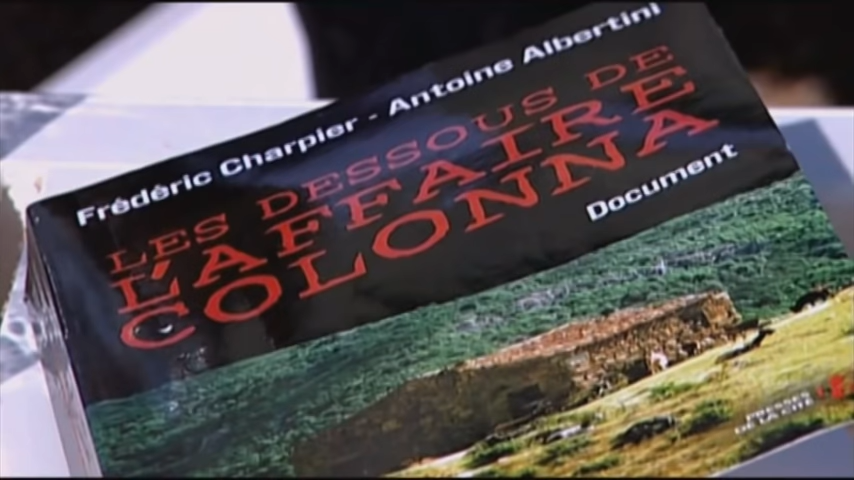 Frédéric Charpier - Antoine Albertini
LES DESSOUS DE
L'AFFAIRE
COLONNA
Document
PRESSES
DE LA CITÉ